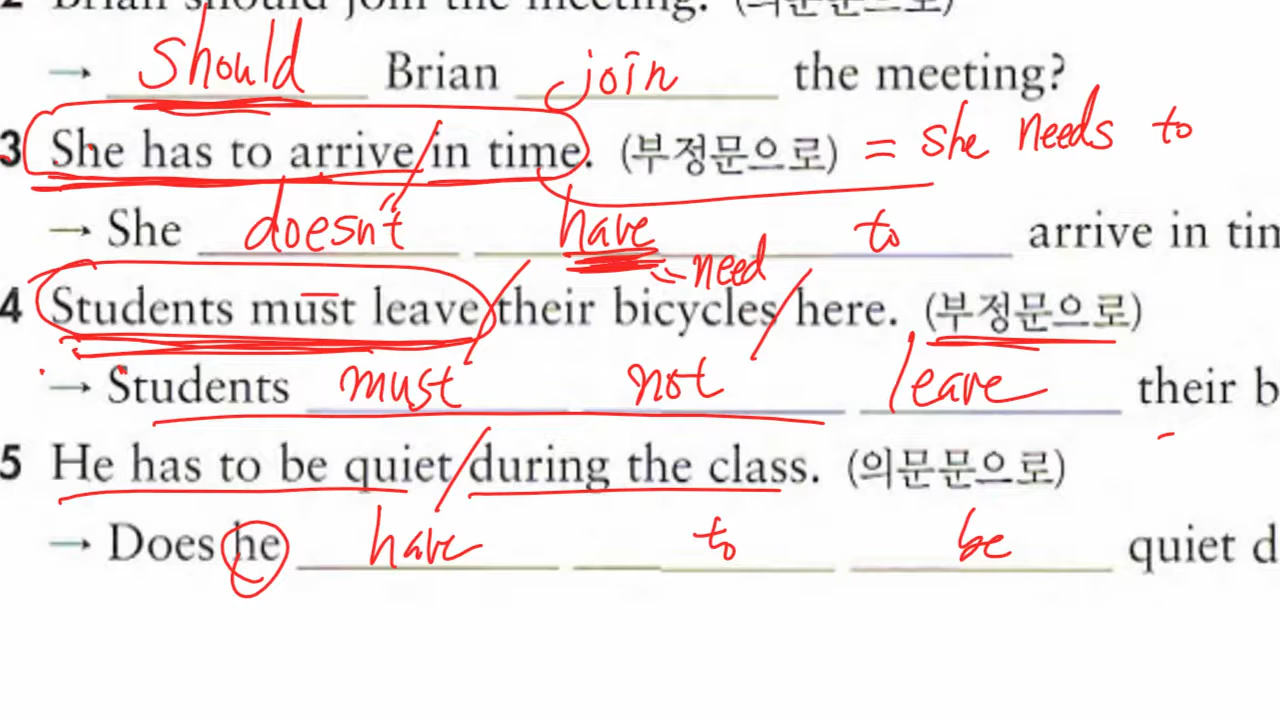 2 Brian should join the meeting. (의문문으로)
→ should Brian join the meeting?
3 She has to arrive in time. (부정문으로) = she needs to
→ She doesn't have to arrive in tim
need
4 Students must leave their bicycles here. (부정문으로)
→ Students must not leave their b
5 He has to be quiet during the class. (의문문으로)
→ Does he have to be quiet d